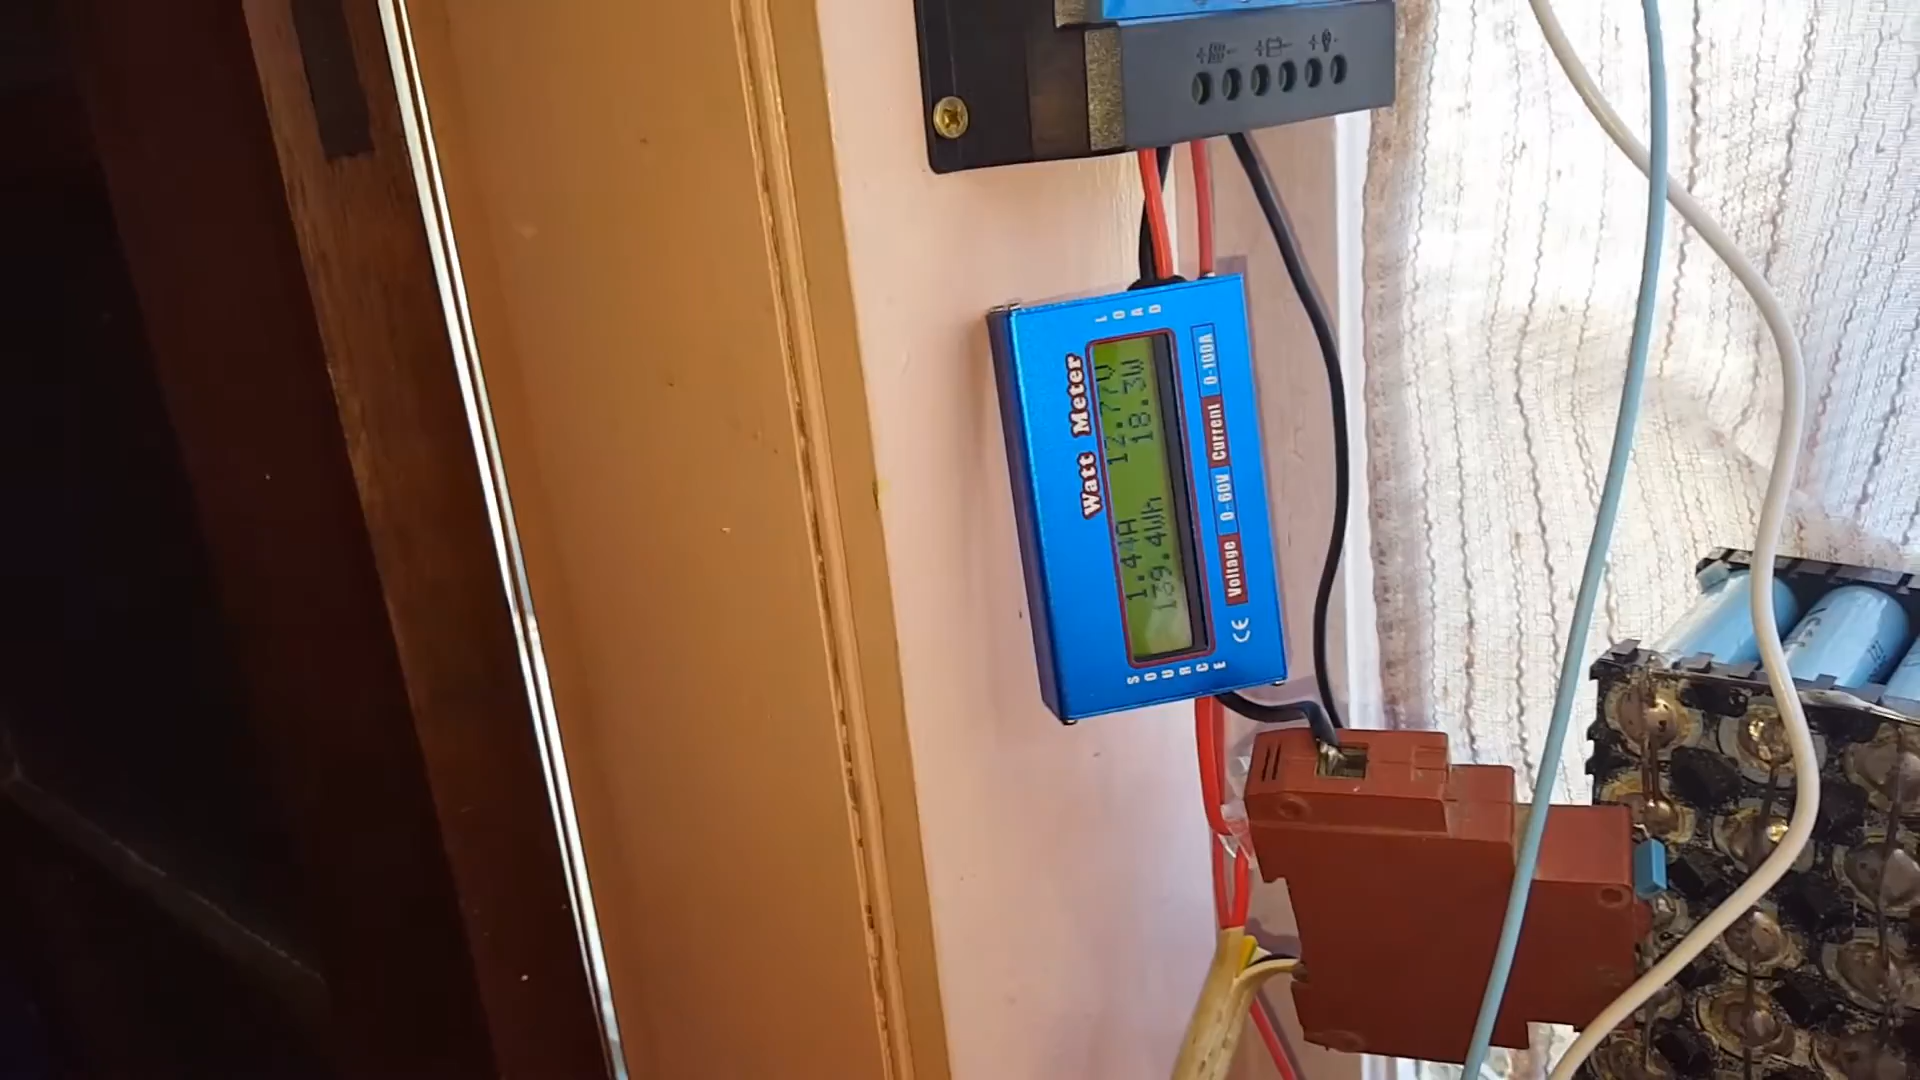 Watt Meter
SOURCE
LOAD
1.44A 12.77V
139.4Wh 18.3W
CE Voltage 0-60V Current 0-100A